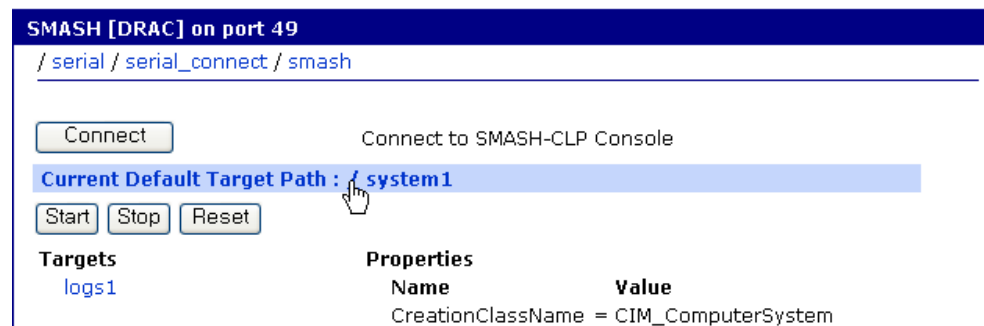 SMASH [DRAC] on port 49
/ serial / serial_connect / smash
Connect Connect to SMASH-CLP Console
Current Default Target Path : / system1
Start Stop Reset
Targets Properties
logs1 Name Value
CreationClassName = CIM_ComputerSystem